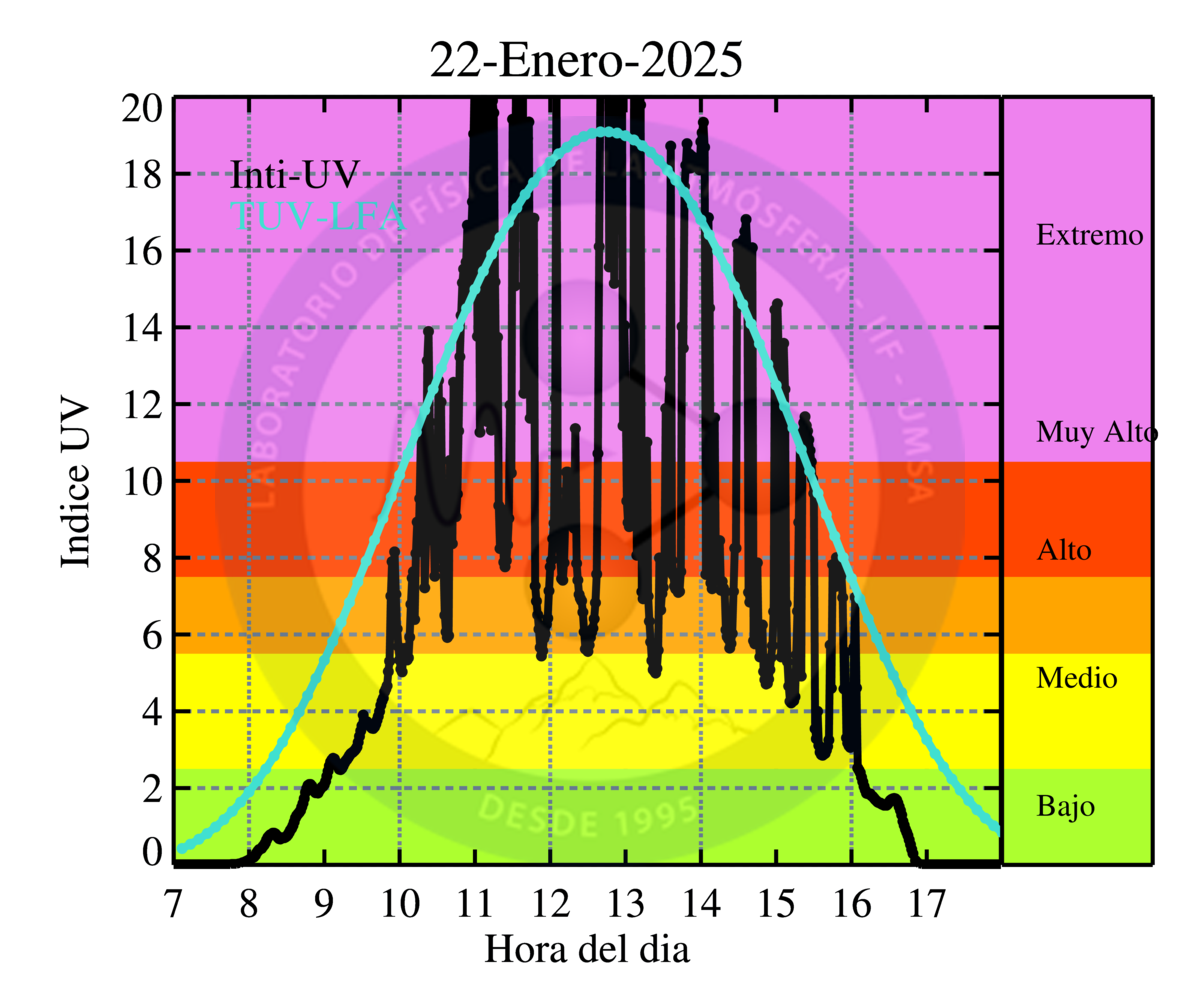 22-Enero-2025
Inti-UV
TUV-LFA
Indice UV
20
18
16
14
12
10
8
6
4
2
0
7 8 9 10 11 12 13 14 15 16 17
Hora del dia
Extremo
Muy Alto
Alto
Medio
Bajo
LABORATORIO DE FÍSICA DE LA ATMÓSFERA - IIF - UMSA
DESDE 1995